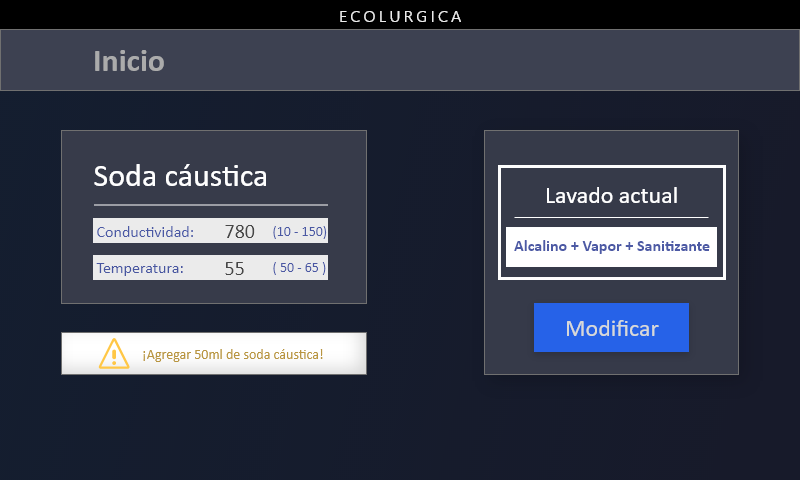 ECOLURGICA
Inicio
Soda cáustica
Conductividad: 780 (10 - 150)
Temperatura: 55 ( 50 - 65 )
¡Agregar 50ml de soda cáustica!
Lavado actual
Alcalino + Vapor + Sanitizante
Modificar